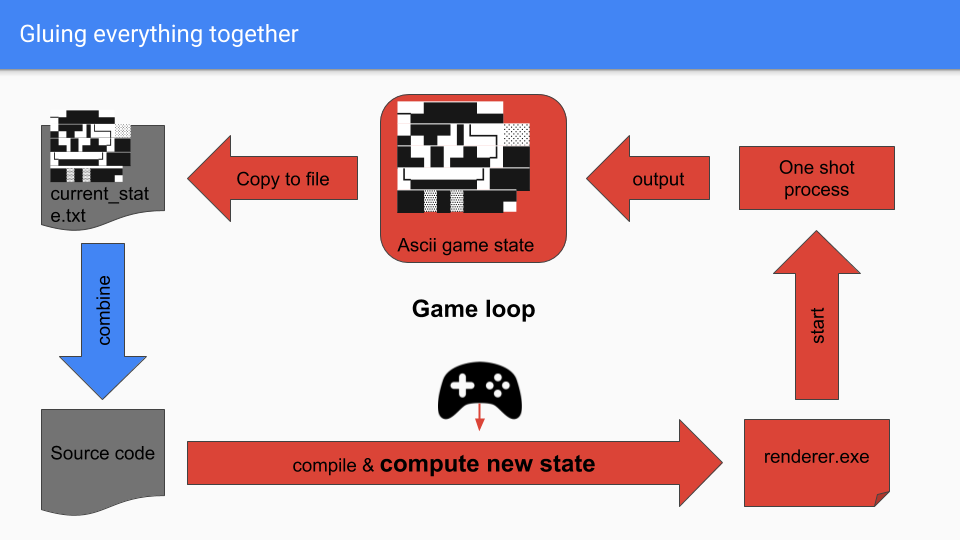 Gluing everything together
current_stat
e.txt
Copy to file
Ascii game state
output
One shot
process
combine
Game loop
start
Source code
compile & compute new state
renderer.exe